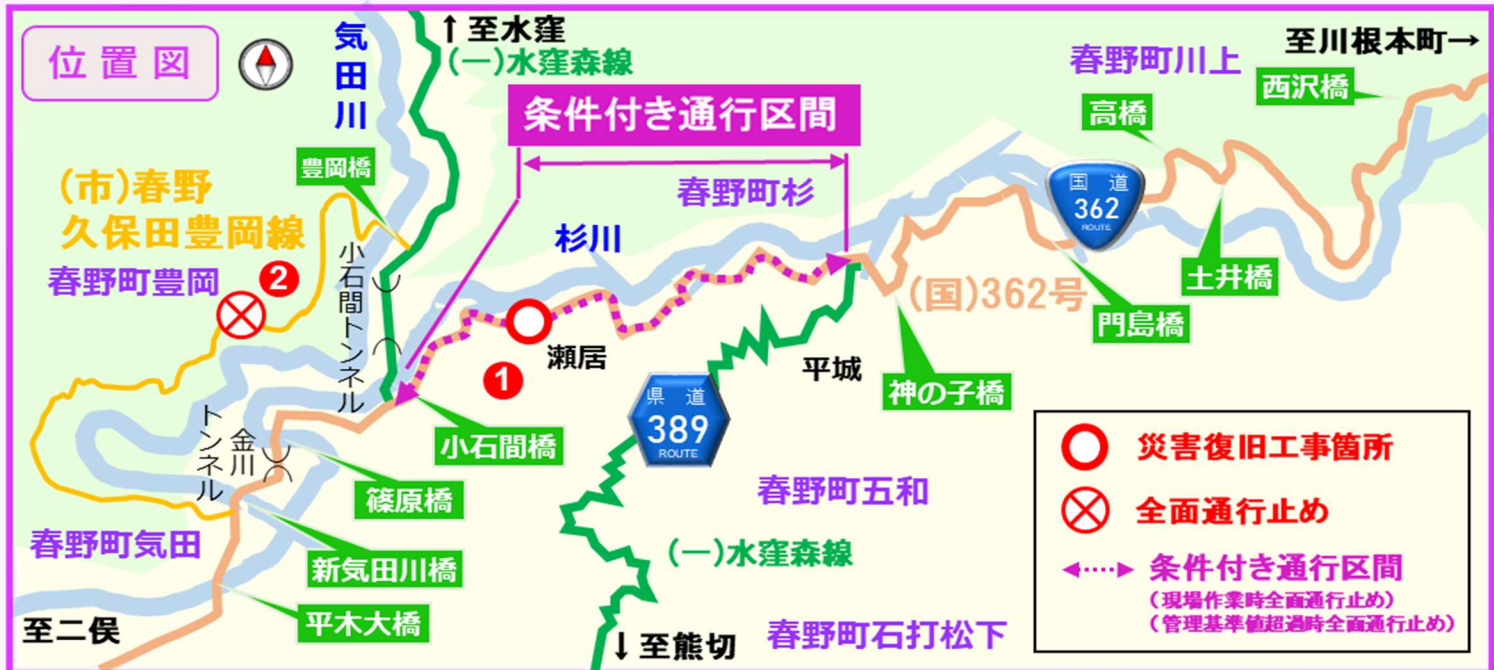 位置図
気田川
↑至水窪
(一)水窪森線
条件付き通行区間
春野町川上
至川根本町→
西沢橋
高橋
豊岡橋
(市)春野
久保田豊岡線
春野町豊岡
2
小石間トンネル
春野町杉
杉川
国道
362
ROUTE
土井橋
(国)362号
門島橋
瀬居
1
平城
神の子橋
県道
389
ROUTE
小石間橋
金川
トンネル
篠原橋
春野町気田
新気田川橋
平木大橋
至二俣
春野町五和
(一)水窪森線
↓至熊切
春野町石打松下
災害復旧工事箇所
全面通行止め
条件付き通行区間
(現場作業時全面通行止め)
(管理基準値超過時全面通行止め)